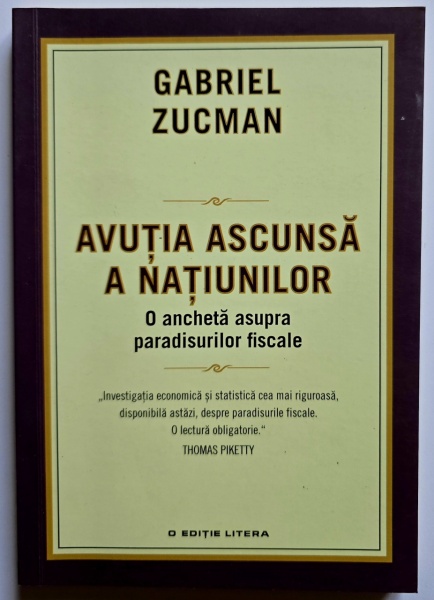 GABRIEL
ZUCMAN
AVUȚIA ASCUNSĂ
A NAȚIUNILOR
O anchetă asupra
paradisurilor fiscale
„Investigația economică și statistică cea mai riguroasă,
disponibilă astăzi, despre paradisurile fiscale.
O lectură obligatorie.“
THOMAS PIKETTY
O EDIȚIE LITERA